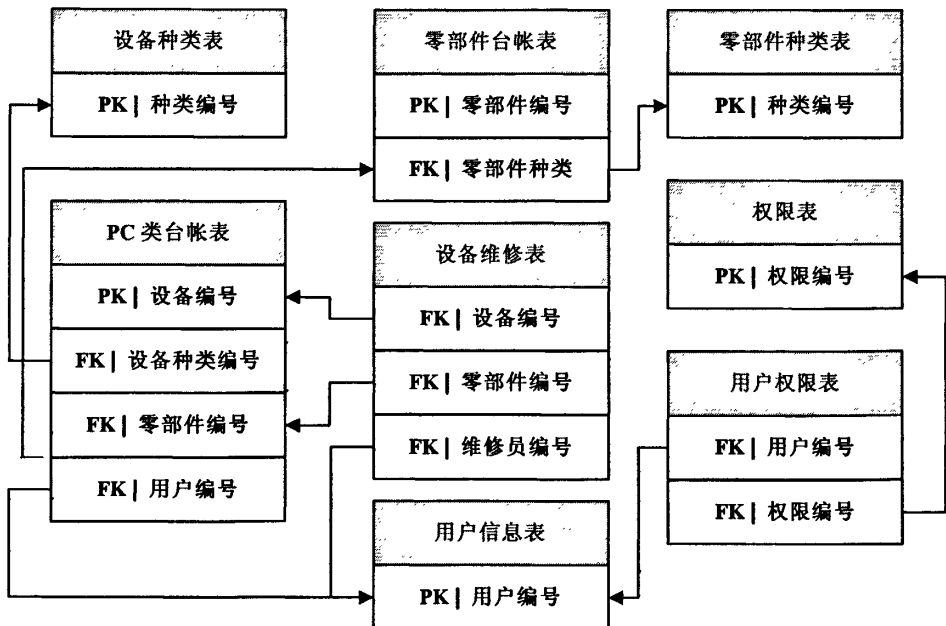 设备种类表
PK | 种类编号
零部件台帐表
PK | 零部件编号
FK | 零部件种类
零部件种类表
PK | 种类编号
PC 类台帐表
PK | 设备编号
FK | 设备种类编号
FK | 零部件编号
FK | 用户编号
设备维修表
FK | 设备编号
FK | 零部件编号
FK | 维修员编号
权限表
PK | 权限编号
用户权限表
FK | 用户编号
FK | 权限编号
用户信息表
PK | 用户编号